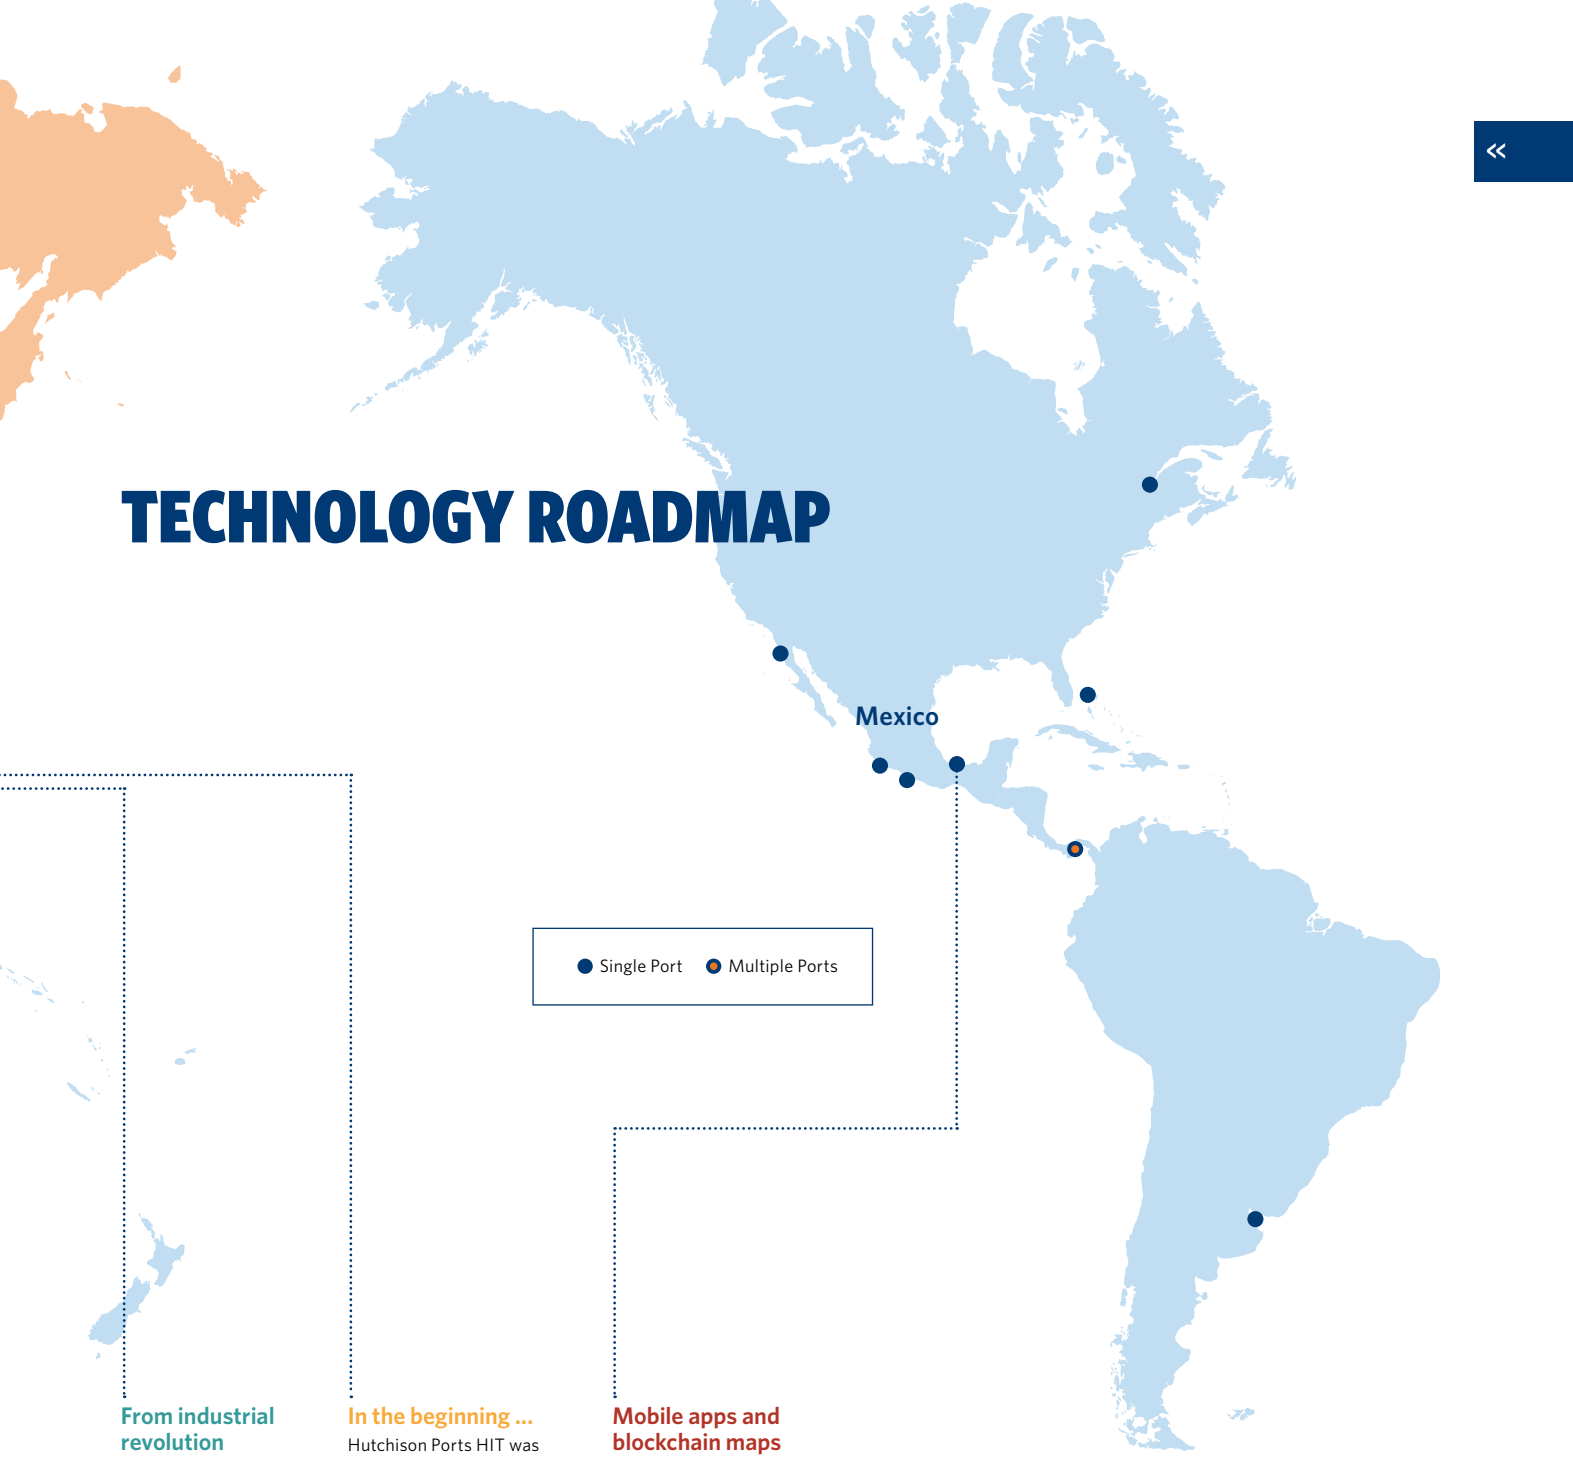 «
TECHNOLOGY ROADMAP
Mexico
Single Port
Multiple Ports
From industrial
revolution
In the beginning ...
Hutchison Ports HIT was
Mobile apps and
blockchain maps